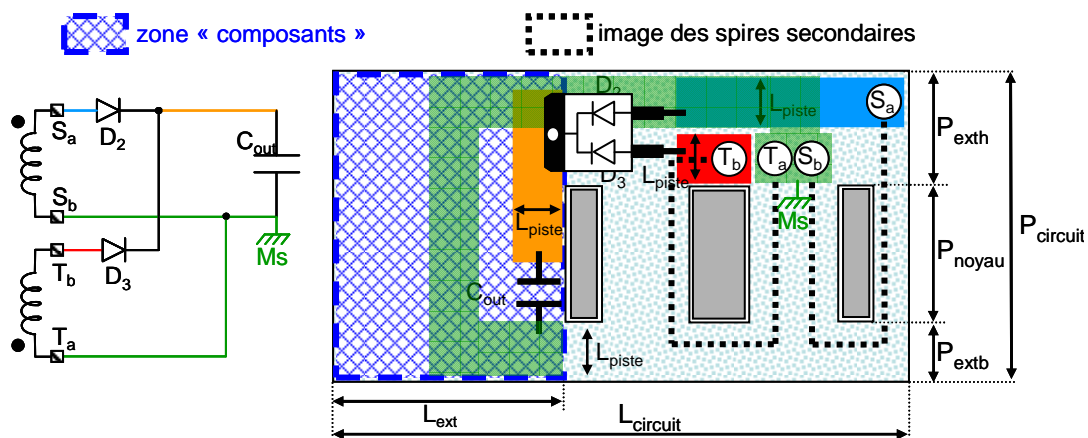 zone « composants »
image des spires secondaires
Sa
D2
Cout
Sb
Ms
Tb
D3
Ta
D2
Lpiste
Sa
Pexth
D3
Lpiste
Tb
Ta
Sb
Ms
Lpiste
Pnoyau
Pcircuit
Cout
Lpiste
Pextb
Lext
Lcircuit